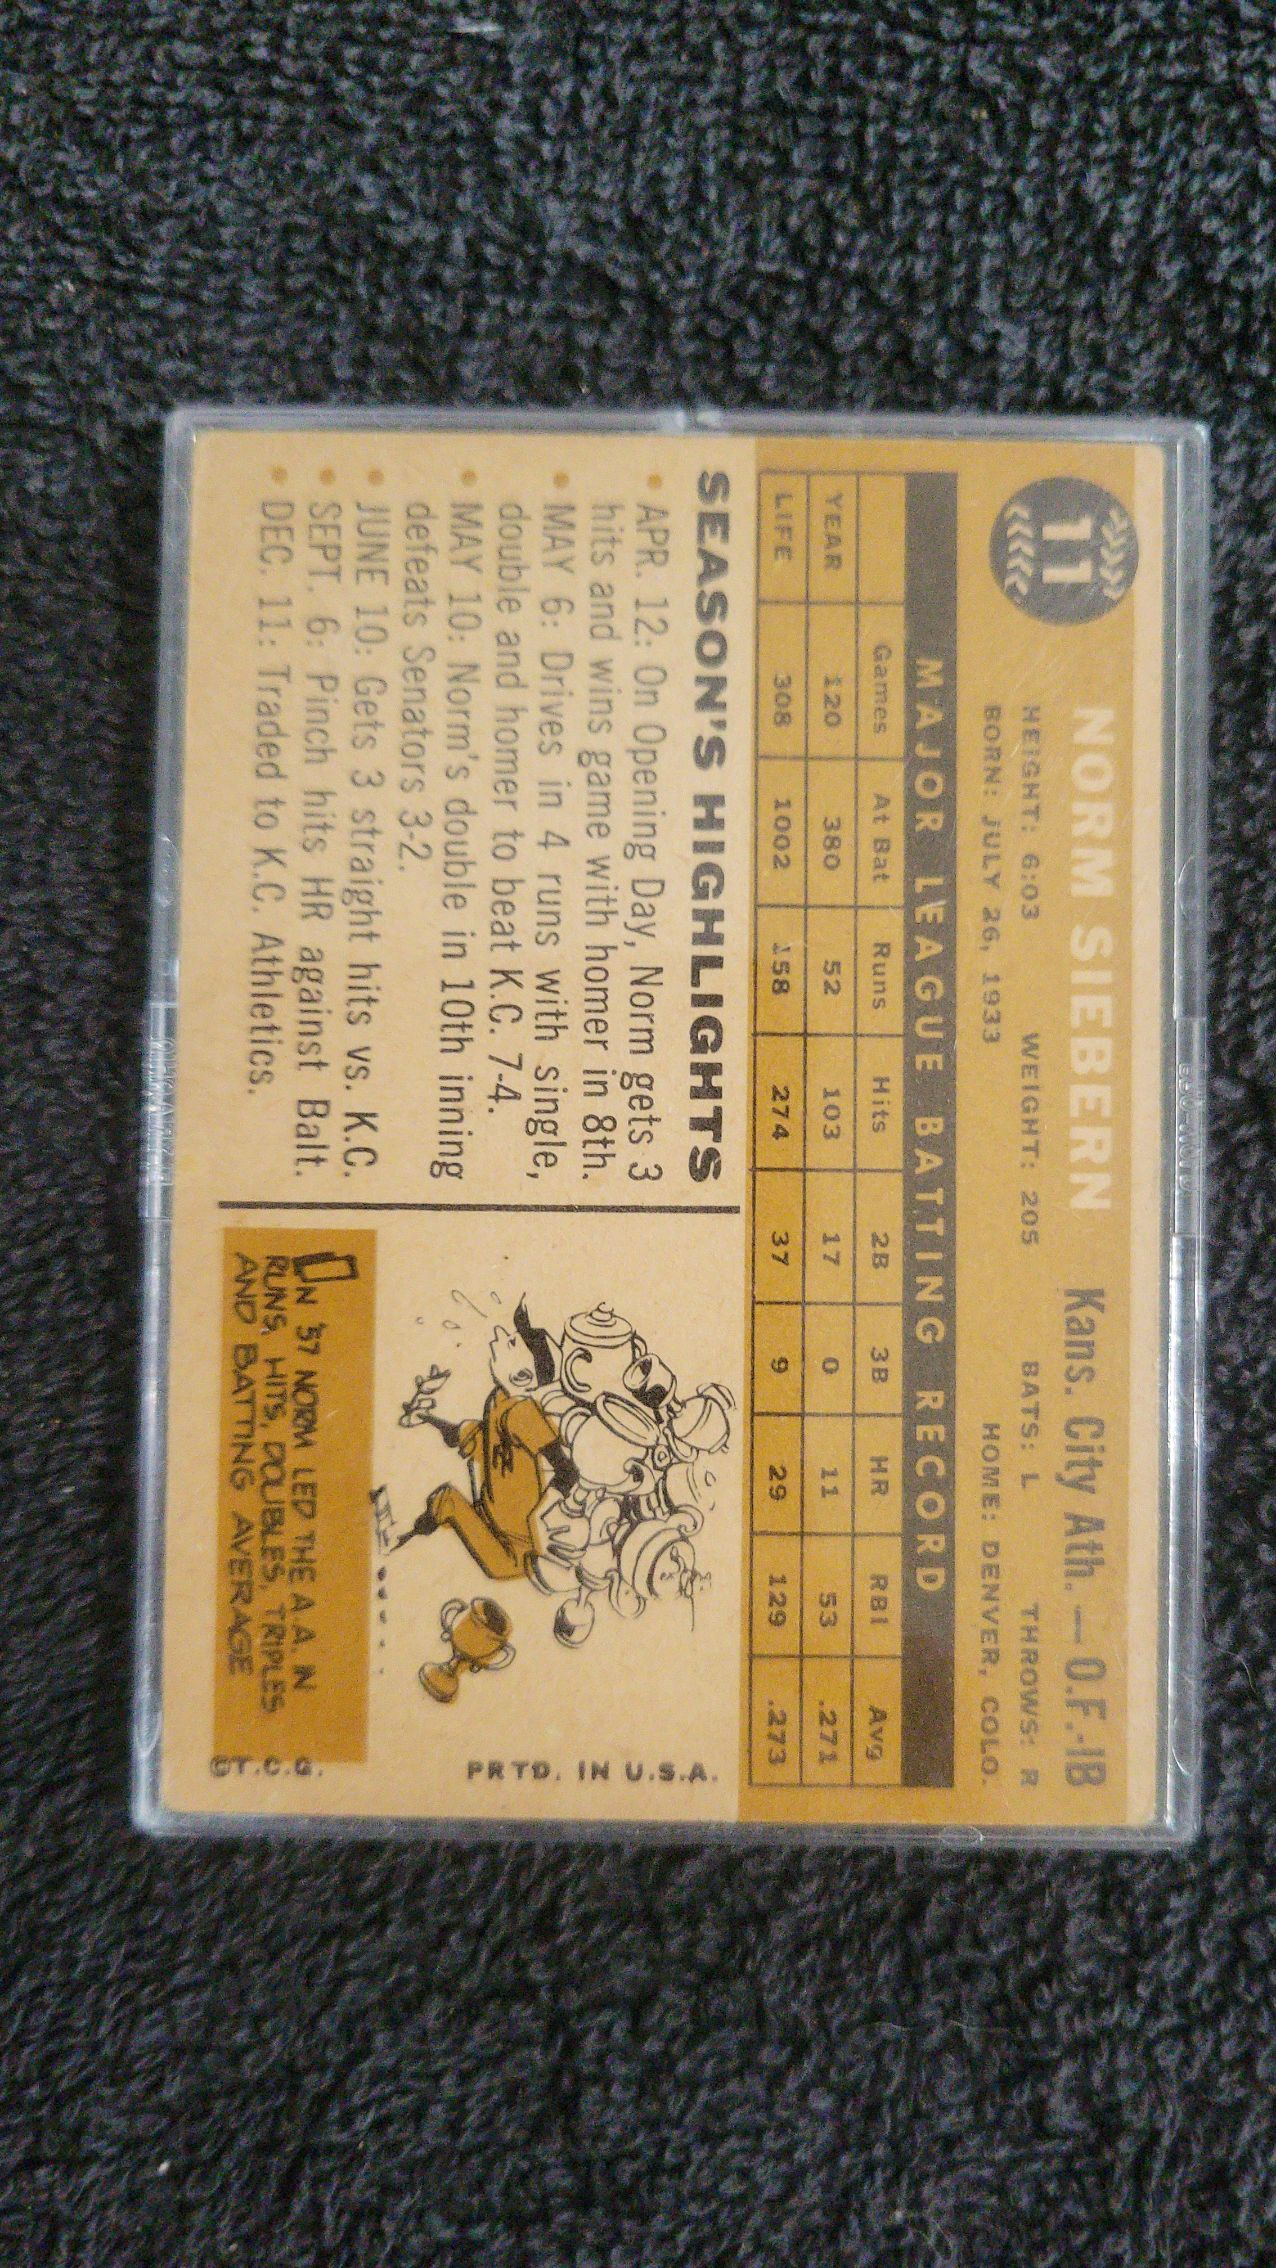 11
NORM SIEBERN Kans. City Ath. — O.F.-1B
HEIGHT: 6:03 WEIGHT: 205 BATS: L THROWS: R
BORN: JULY 26, 1933 HOME: DENVER, COLO.
MAJOR LEAGUE BATTING RECORD
Games At Bat Runs Hits 2B 3B HR RBI Avg
YEAR 120 380 52 103 17 0 11 53 .271
LIFE 308 1002 158 274 37 9 29 129 .273
SEASON'S HIGHLIGHTS
• APR. 12: On Opening Day, Norm gets 3
hits and wins game with homer in 8th.
• MAY 6: Drives in 4 runs with single,
double and homer to beat K.C. 7-4.
• MAY 10: Norm's double in 10th inning
defeats Senators 3-2.
• JUNE 10: Gets 3 straight hits vs. K.C.
• SEPT. 6: Pinch hits HR against Balt.
• DEC. 11: Traded to K.C. Athletics.
IN '57 NORM LED THE A.A. IN
RUNS, HITS, DOUBLES, TRIPLES
AND BATTING AVERAGE
PRTD. IN U.S.A.
©T.C.G.